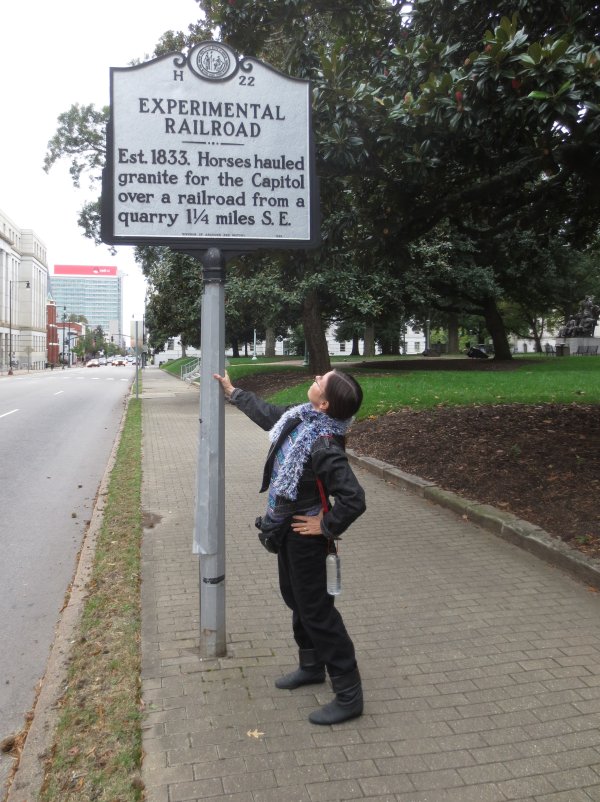 H 22
EXPERIMENTAL
RAILROAD
Est. 1833. Horses hauled
granite for the Capitol
over a railroad from a
quarry 1¼ miles S. E.